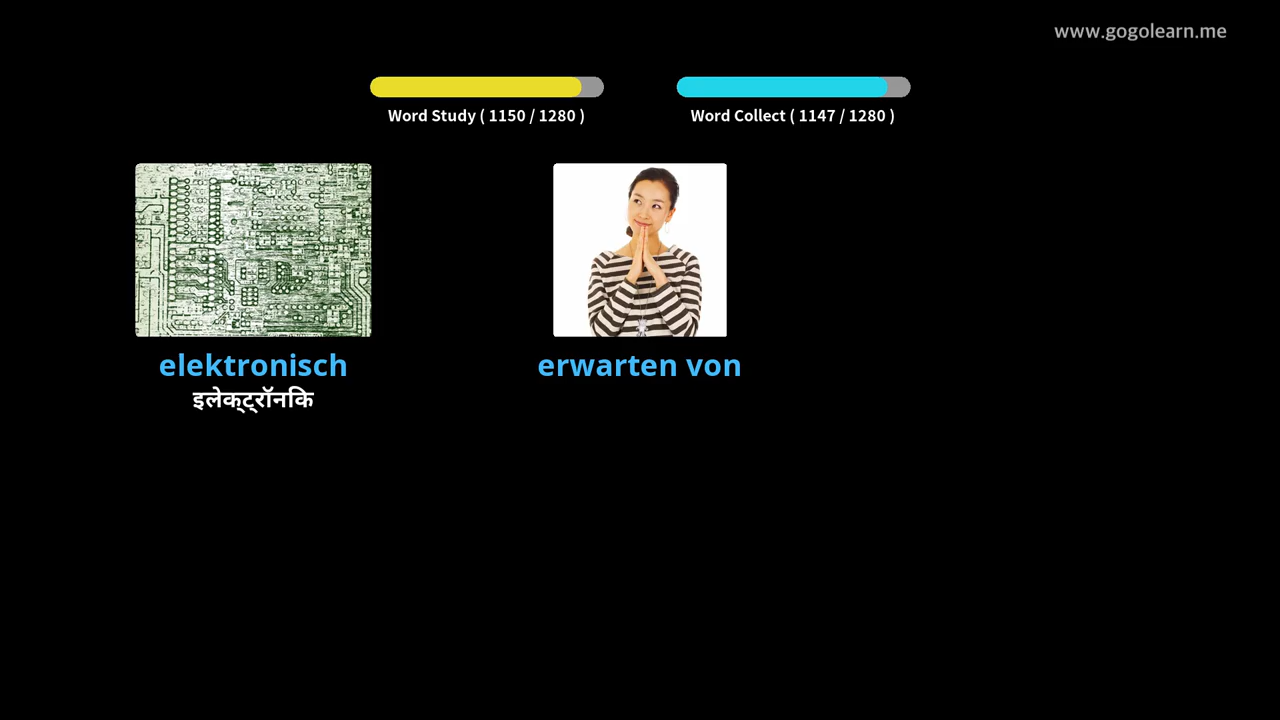 www.gogolearn.me
Word Study ( 1150 / 1280 )
Word Collect ( 1147 / 1280 )
elektronisch
erwarten von
इलेक्ट्रॉनकि